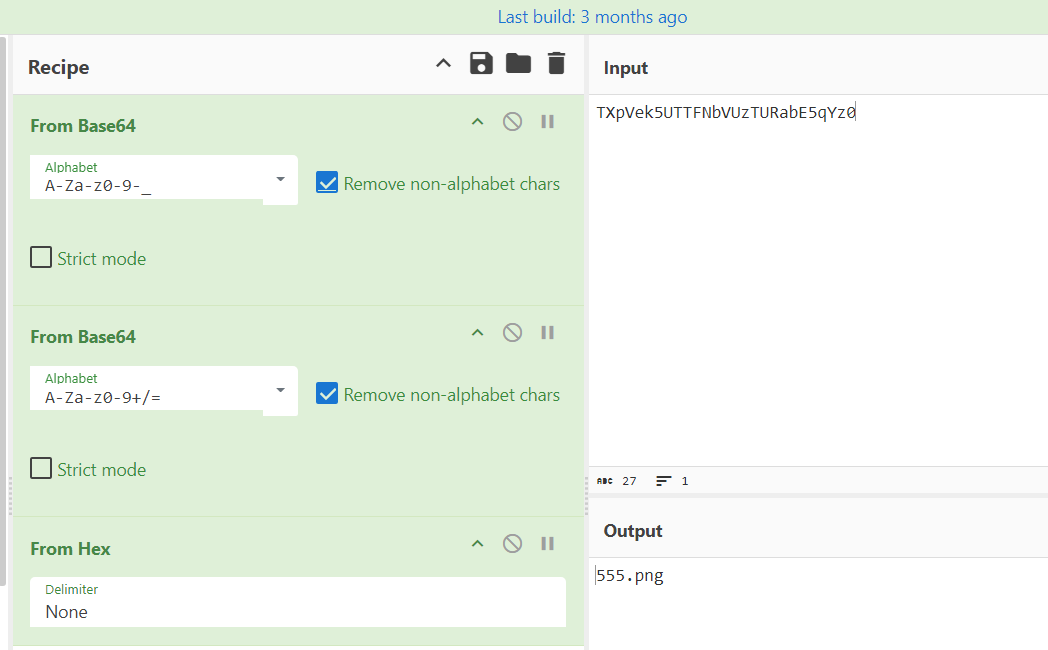 Last build: 3 months ago
Recipe
From Base64
Alphabet
A-Za-z0-9-_
Remove non-alphabet chars
Strict mode
From Base64
Alphabet
A-Za-z0-9+/=
Remove non-alphabet chars
Strict mode
From Hex
Delimiter
None
Input
TXpVek5UTTFNbVUzTURabE5qYz0
ABC 27 1
Output
555.png